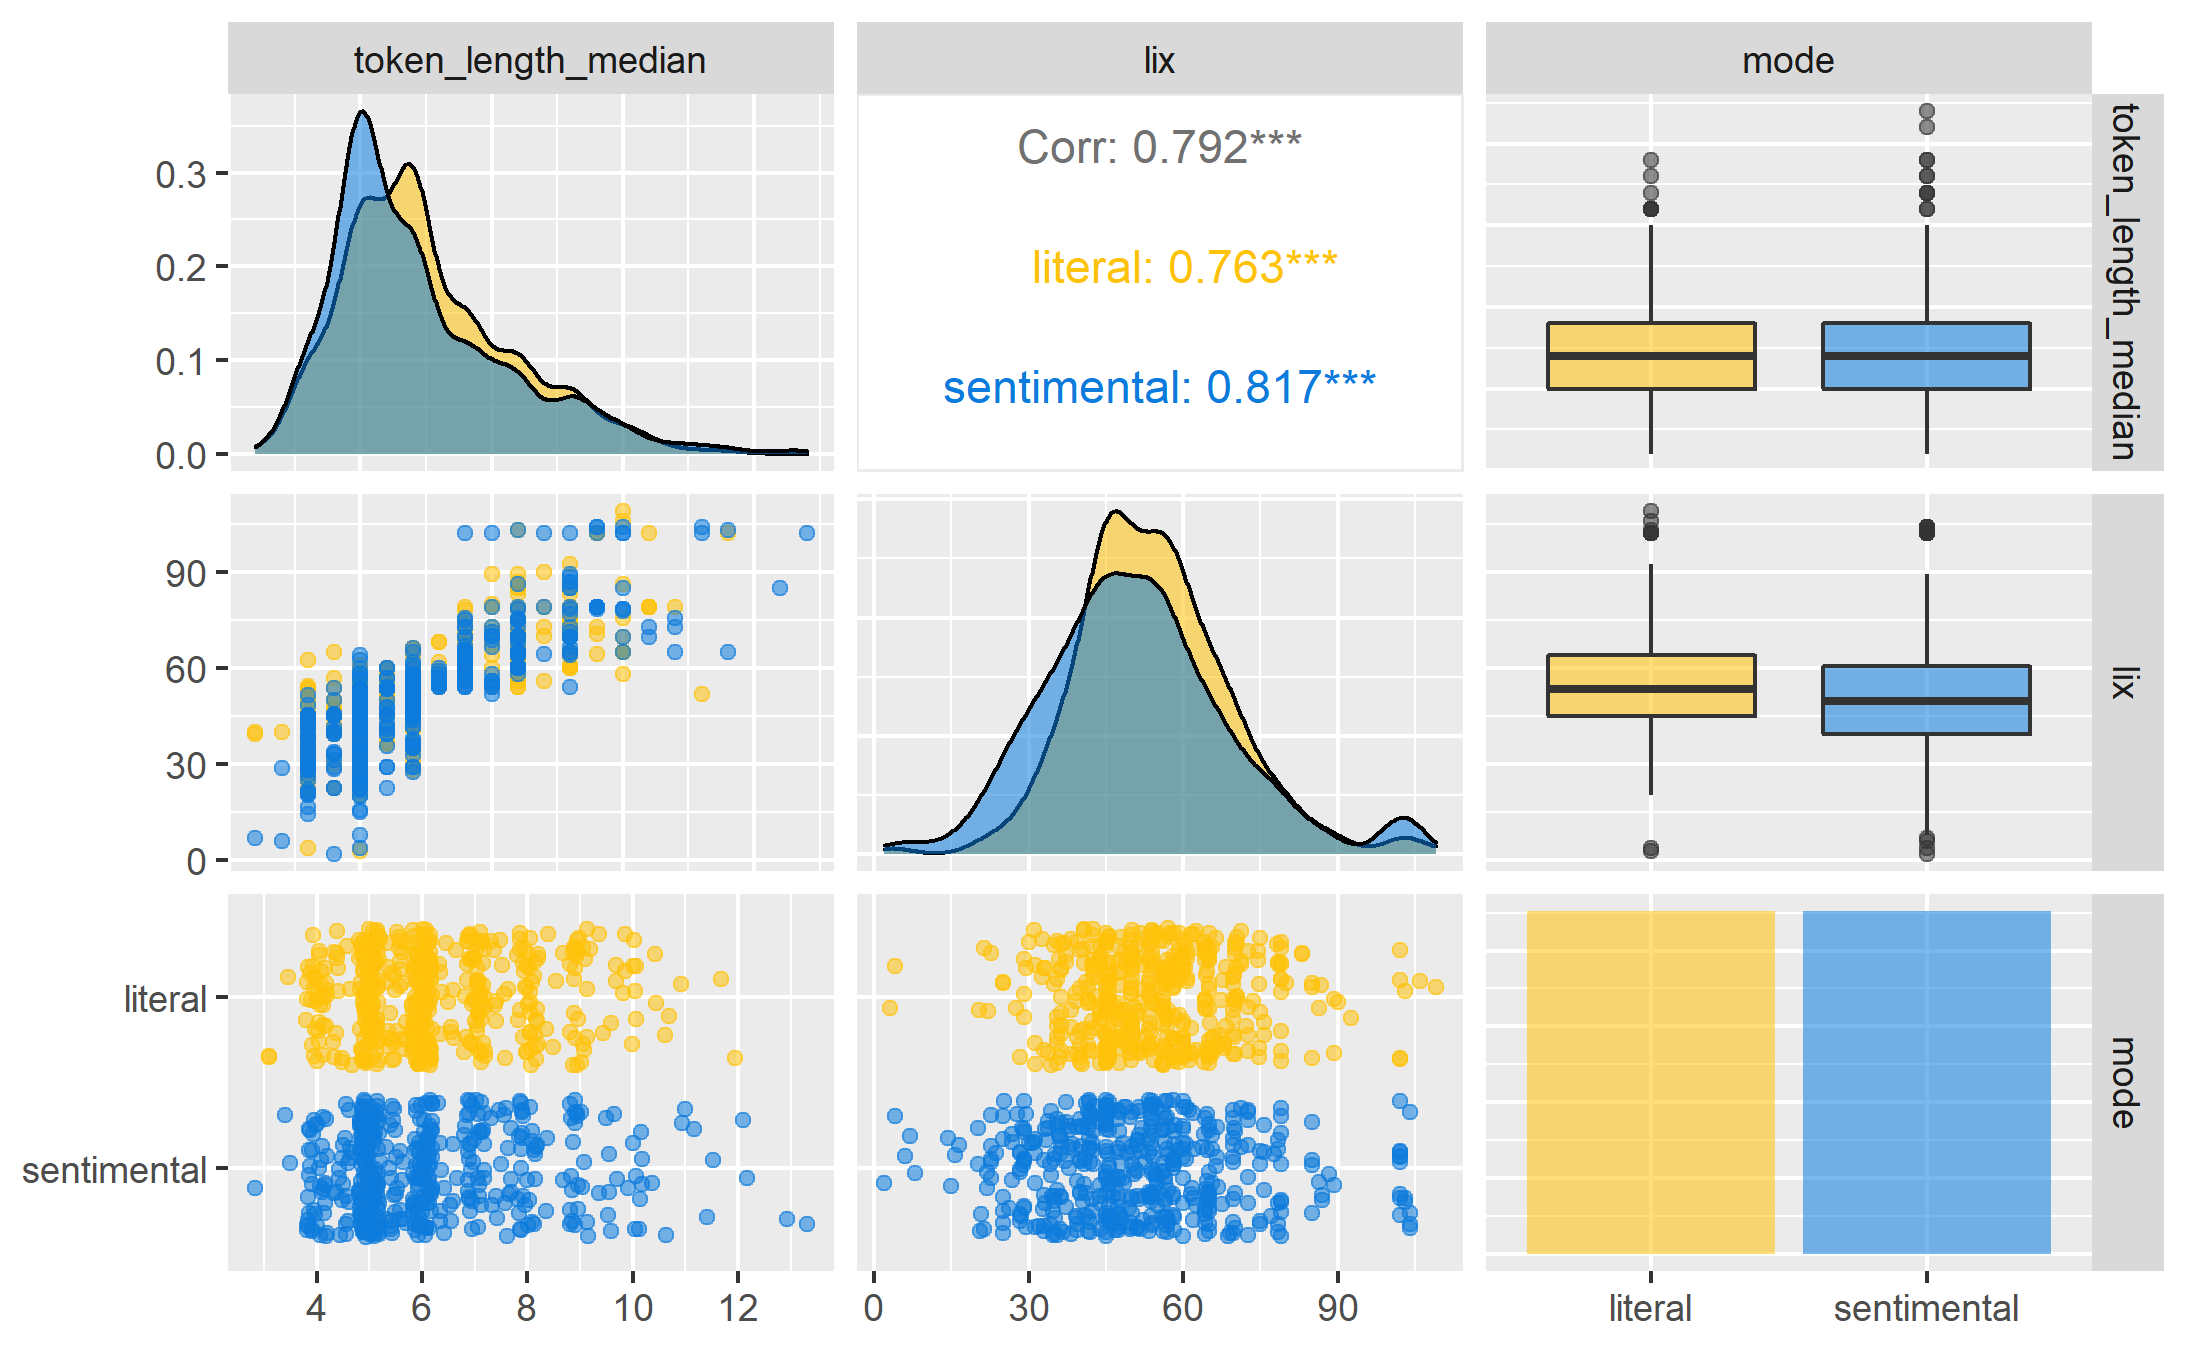 token_length_median
lix
mode
0.3
0.2
0.1
0.0
Corr: 0.792***
literal: 0.763***
sentimental: 0.817***
token_length_median
90
60
30
0
lix
literal
sentimental
mode
4
6
8
10
12
0
30
60
90
literal
sentimental